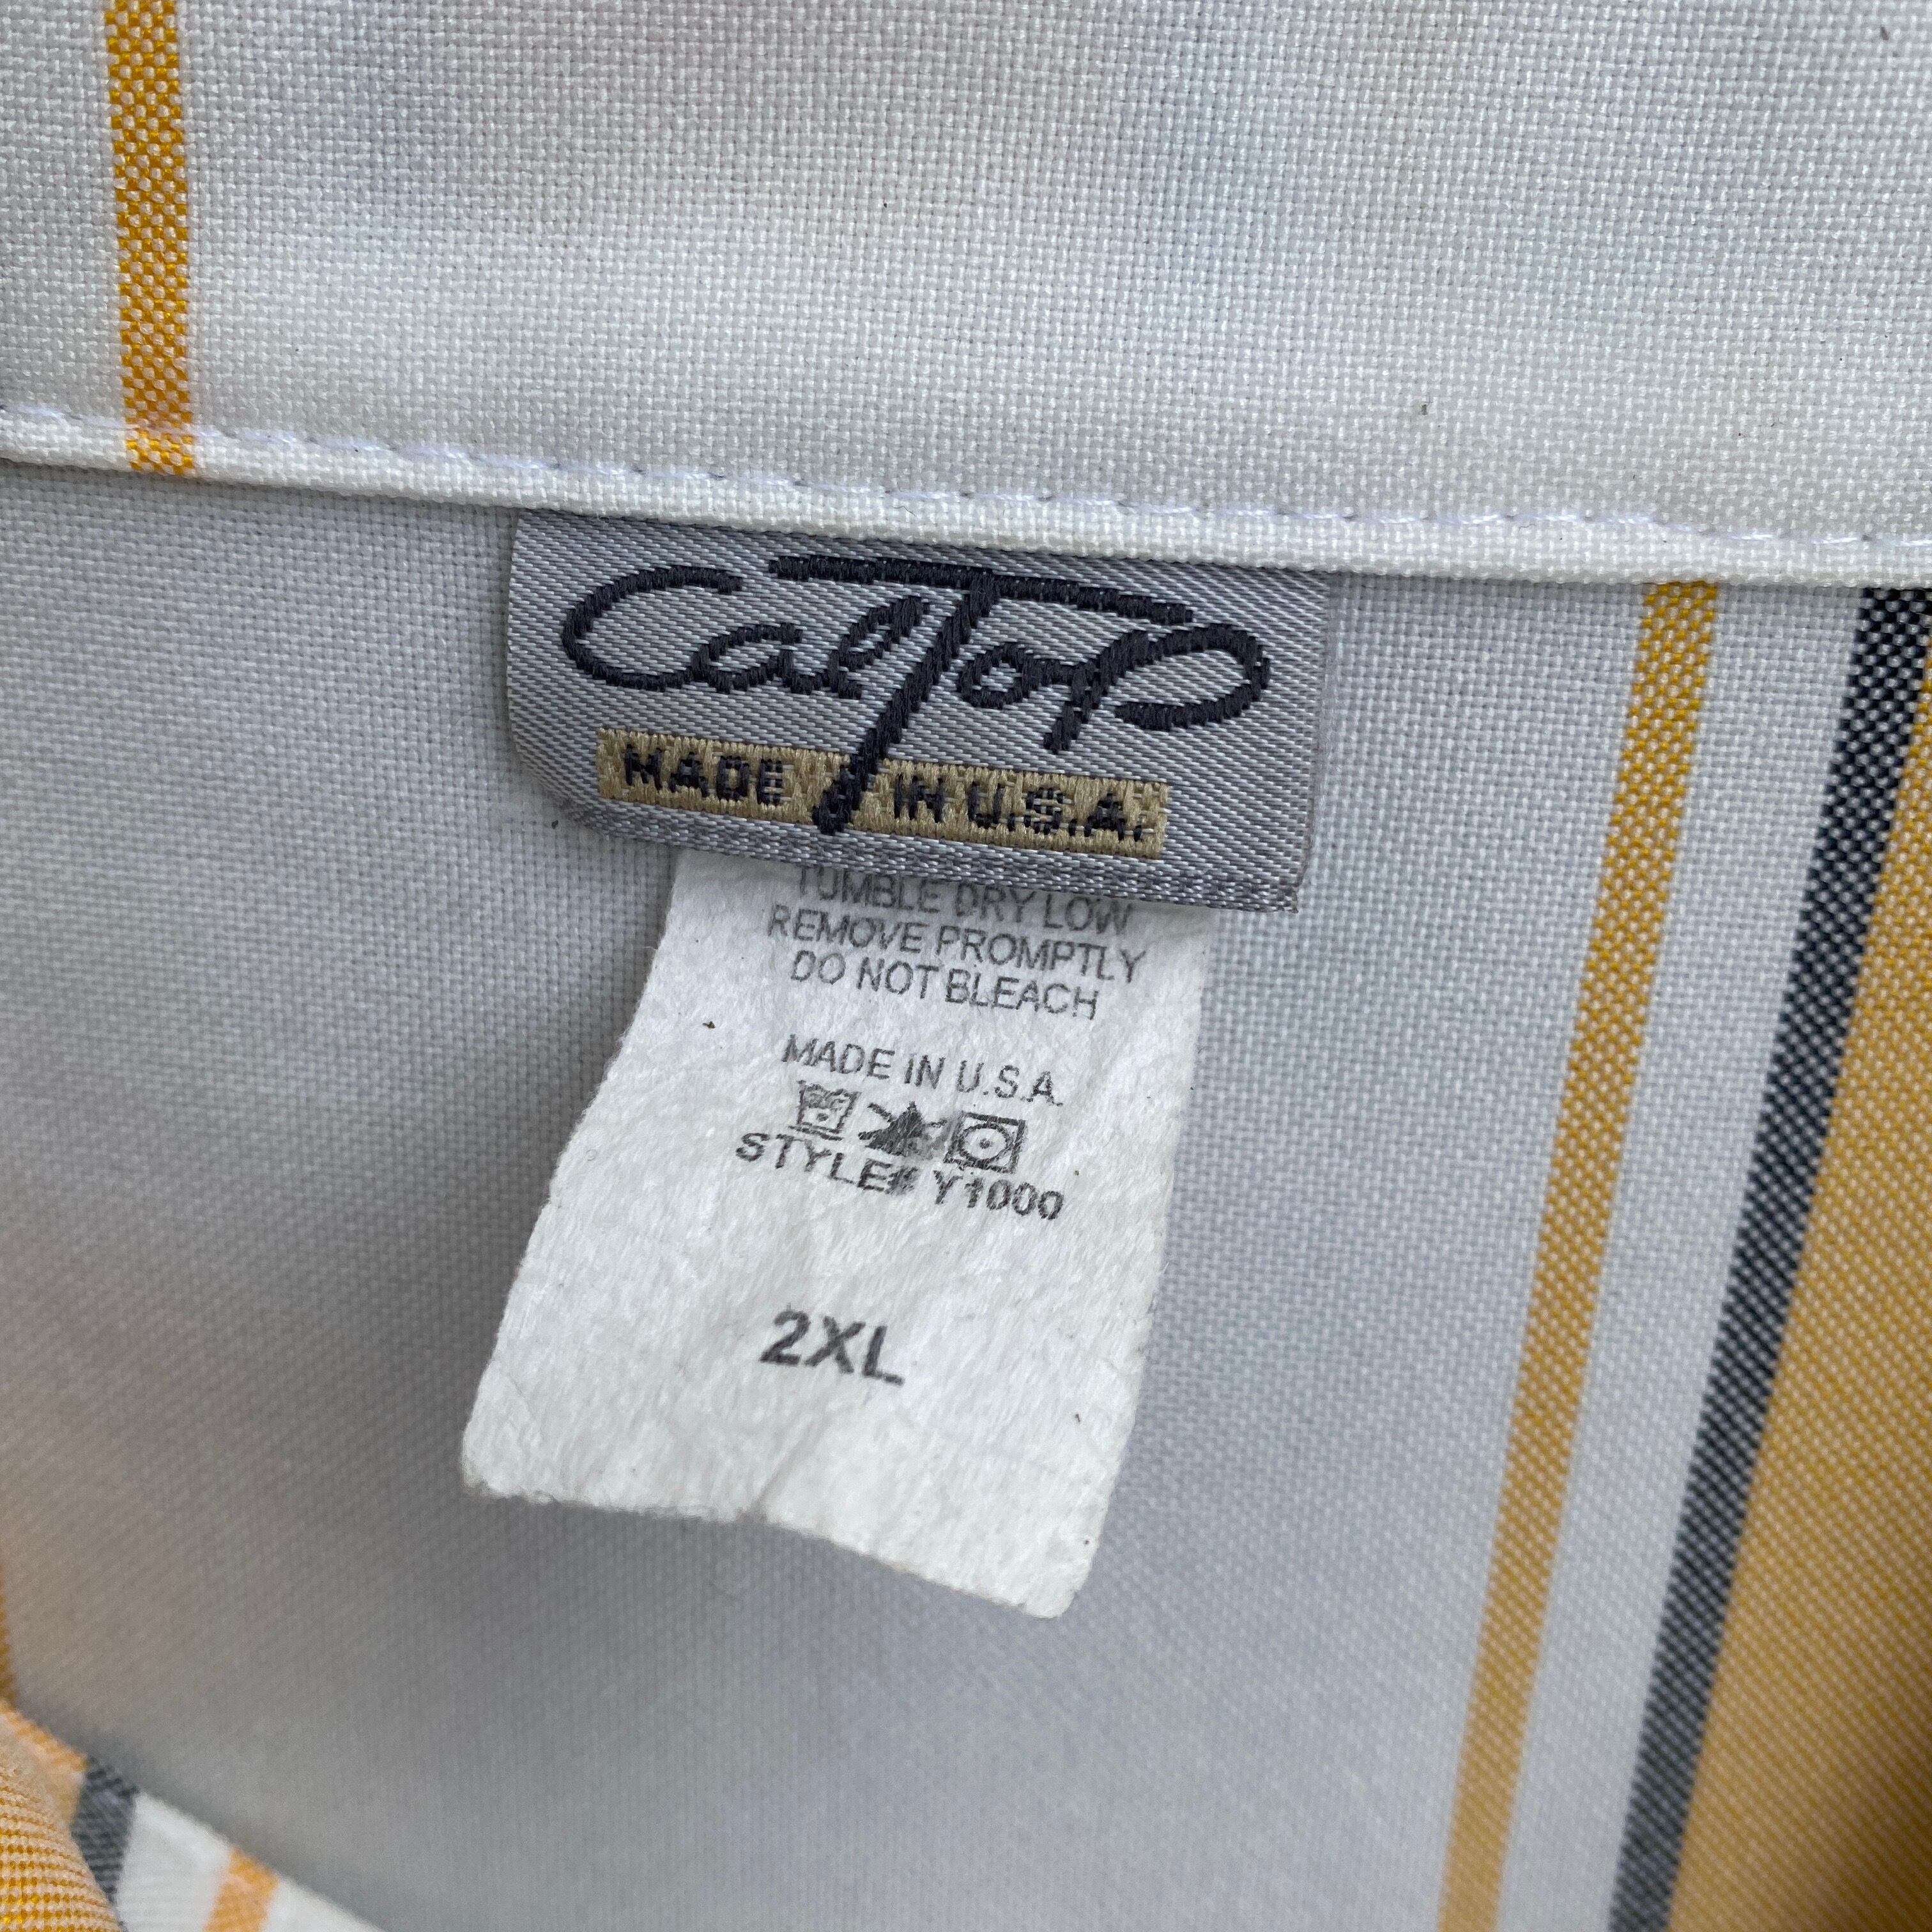 CalTop
MADE IN U.S.A.
TUMBLE DRY LOW
REMOVE PROMPTLY
DO NOT BLEACH
MADE IN U.S.A.
STYLE# Y1000
2XL